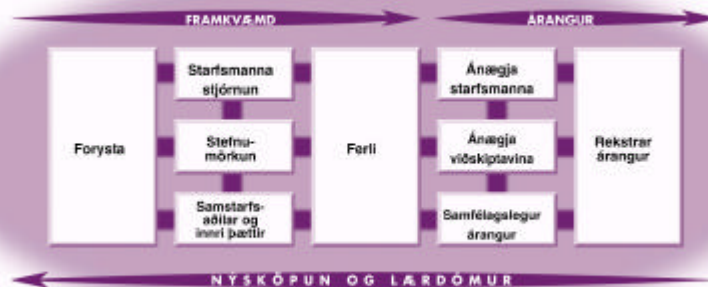 FRAMKVÆMD
ÁRANGUR
Forysta
Starfsmanna
stjórnun
Stefnu-
mörkun
Samstarfs-
aðilar og
innri þættir
Ferli
Ánægja
starfsmanna
Ánægja
viðskiptavina
Samfélagslegur
árangur
Rekstrar
árangur
NÝSKÖPUN OG LÆRDÓMUR